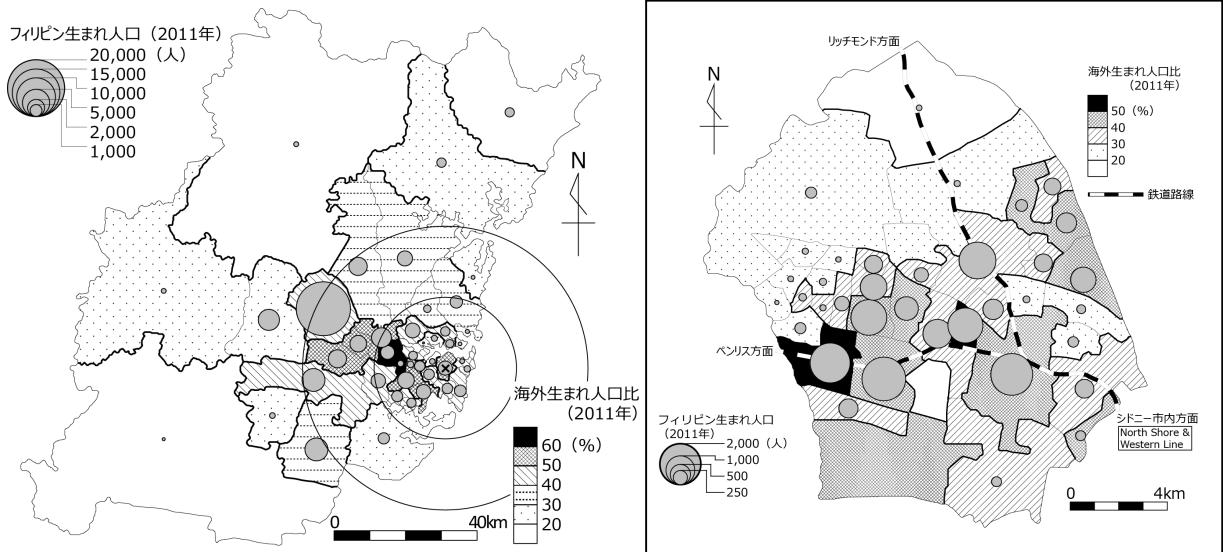 フィリピン生まれ人口（2011年）
20,000（人）
15,000
10,000
5,000
2,000
1,000
N
海外生まれ人口比
（2011年）
60（%）
50
40
30
20
0
40km
リッチモンド方面
N
海外生まれ人口比
（2011年）
50（%）
40
30
20
鉄道路線
ペンリス方面
フィリピン生まれ人口
（2011年）
2,000（人）
1,000
500
250
シドニー市内方面
North Shore &
Western Line
0
4km